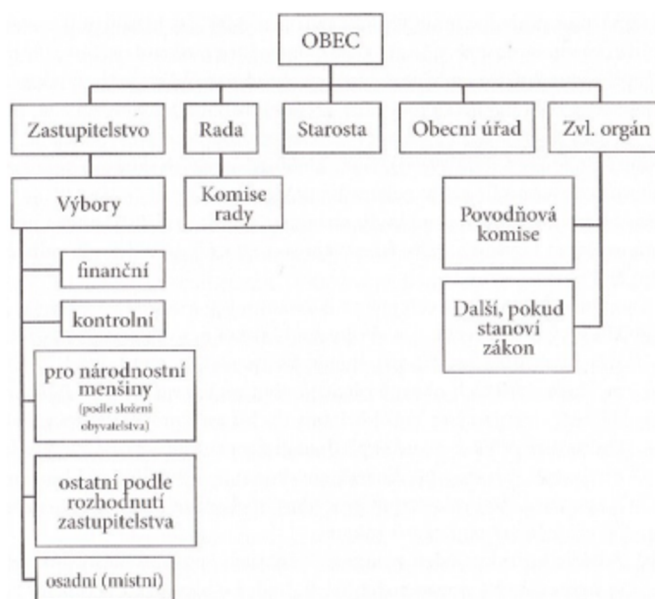 OBEC
Zastupitelstvo
Rada
Starosta
Obecní úřad
Zvl. orgán
Výbory
Komise
rady
Povodňová
komise
finanční
kontrolní
Další, pokud
stanoví
zákon
pro národnostní
menšiny
(podle složení
obyvatelstva)
ostatní podle
rozhodnutí
zastupitelstva
osadní (místní)